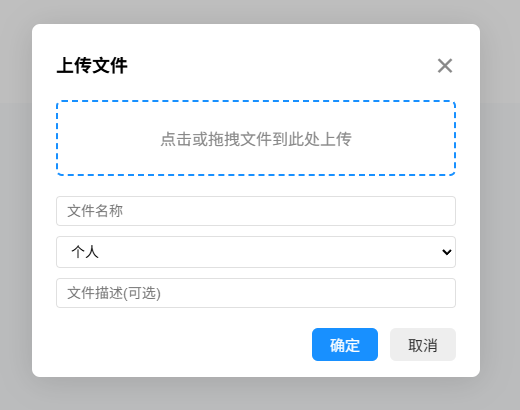 上传文件
点击或拖拽文件到此处上传
文件名称
个人
文件描述(可选)
确定 取消